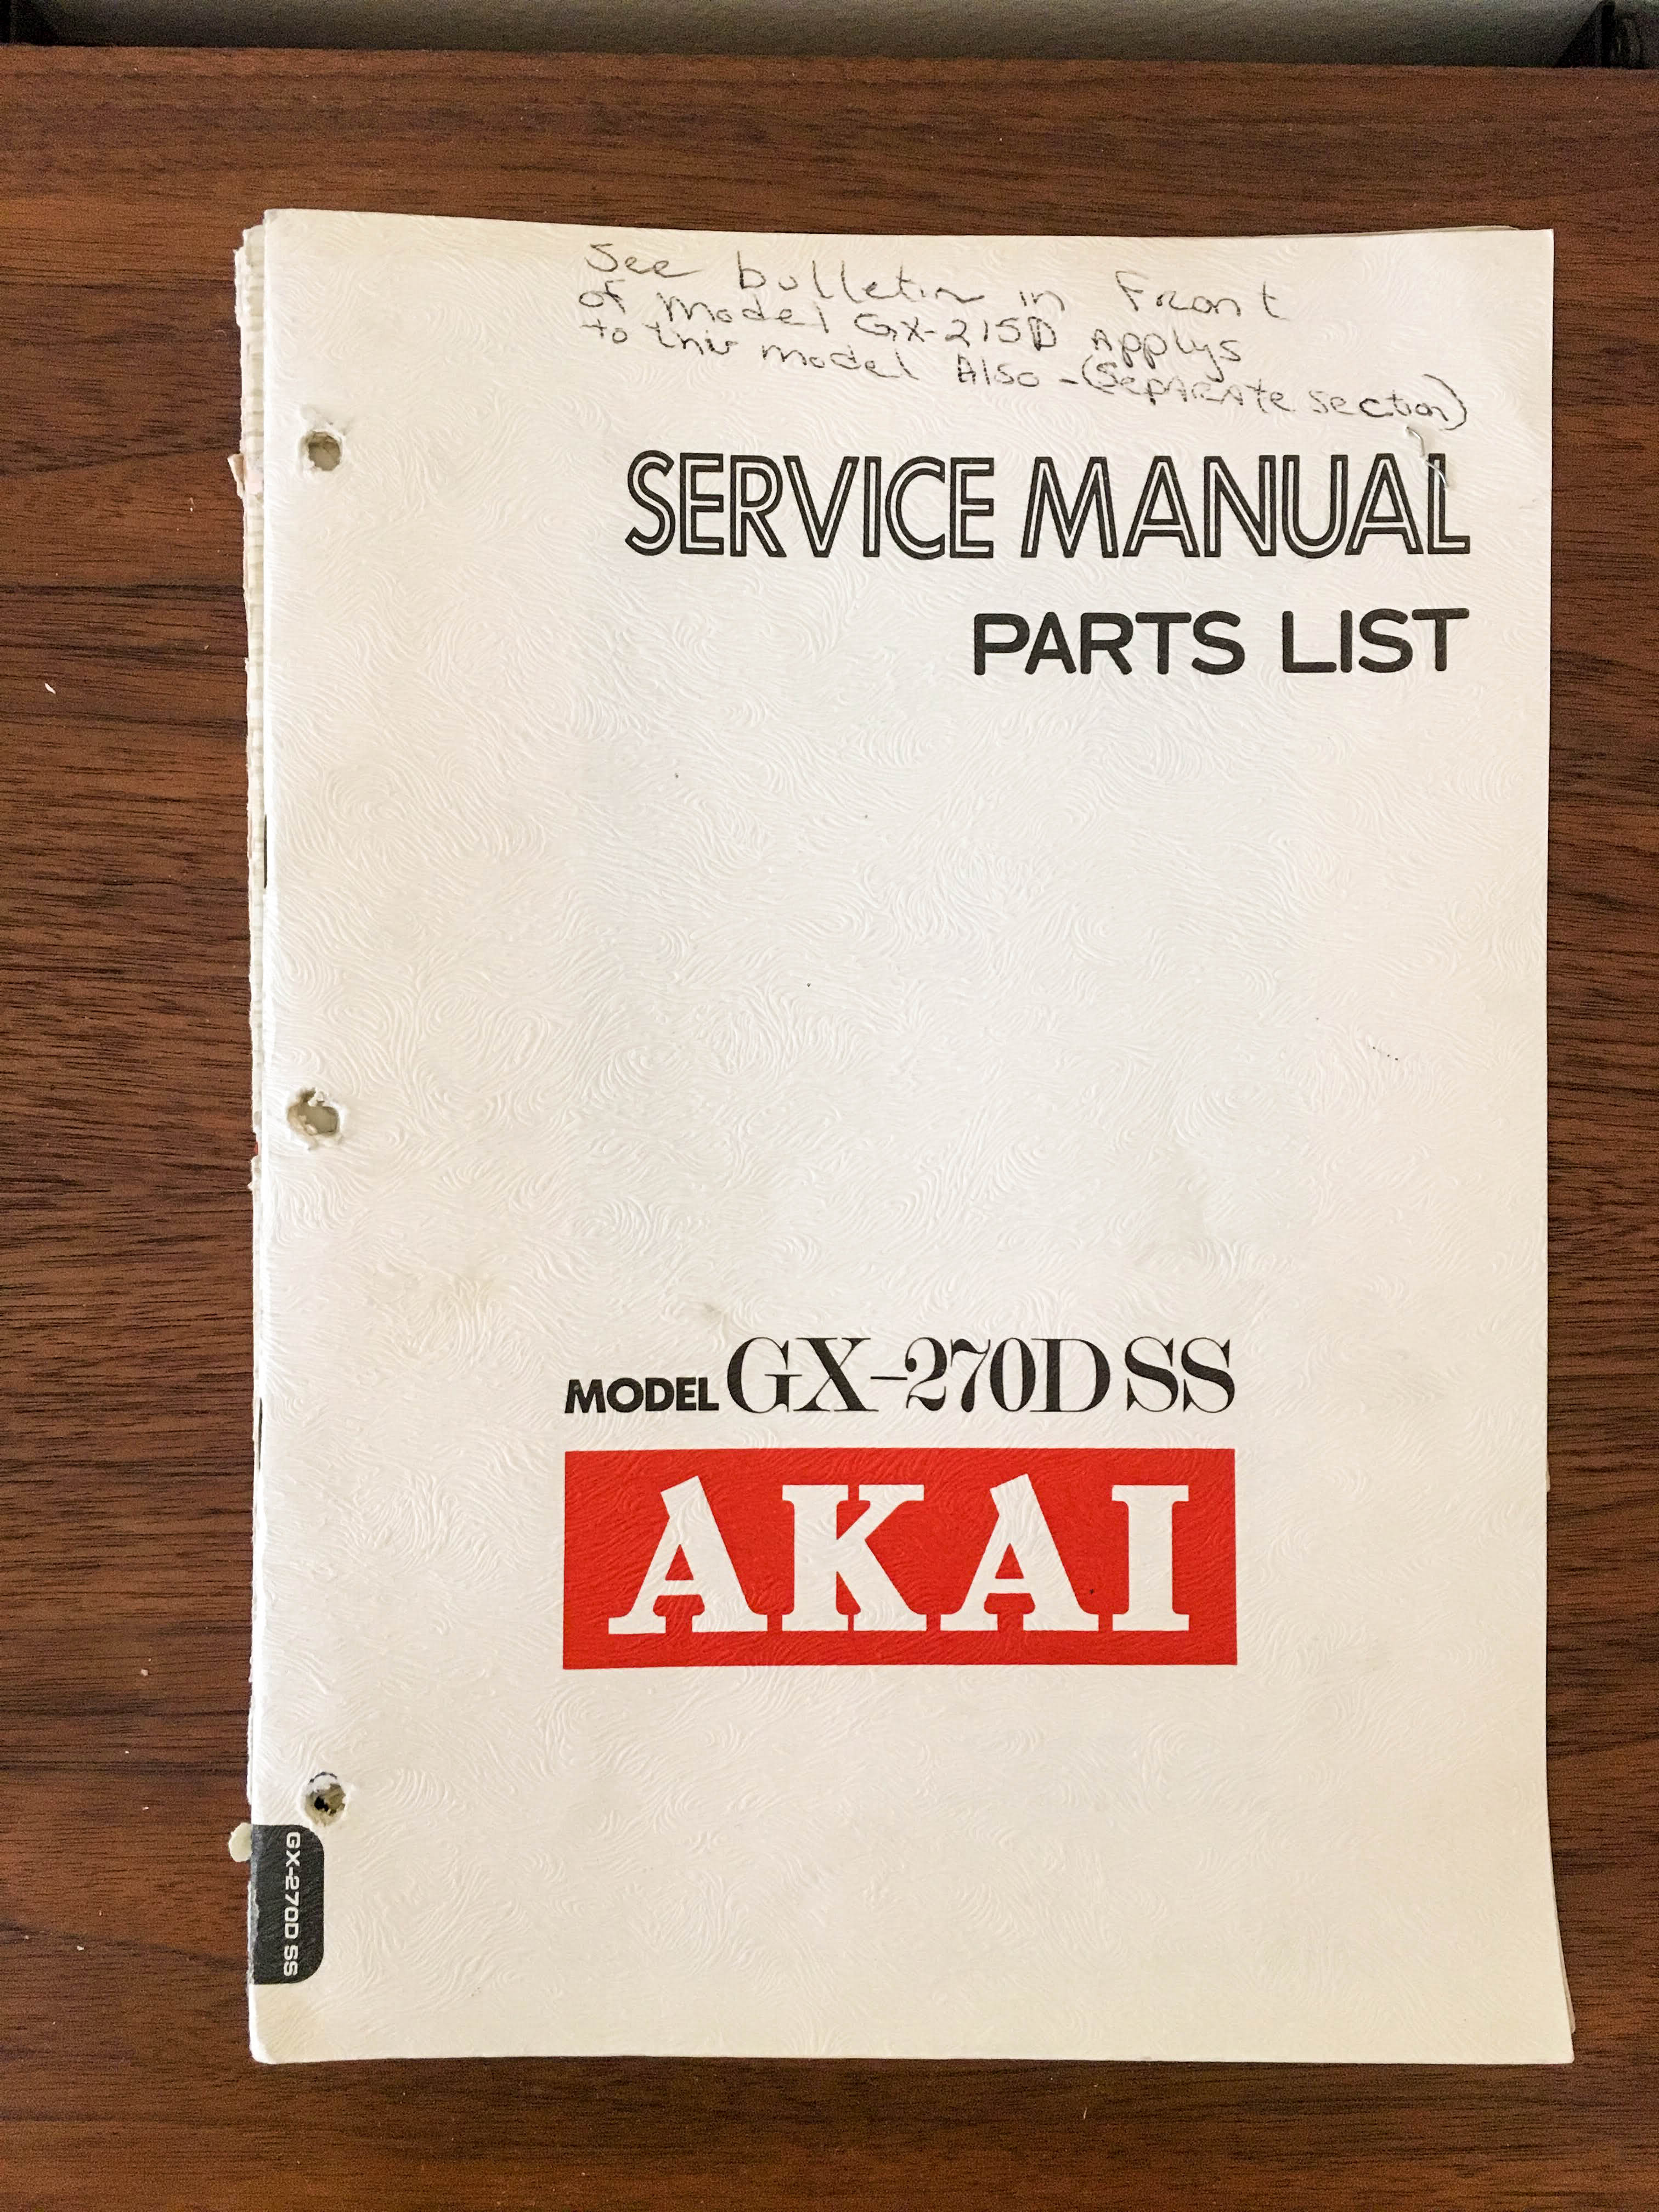 See bulletin in Front
of Model GX-215D Applys
to this model Also - (Separate section)
SERVICE MANUAL
PARTS LIST
MODEL GX-270D SS
AKAI
GX-270D SS